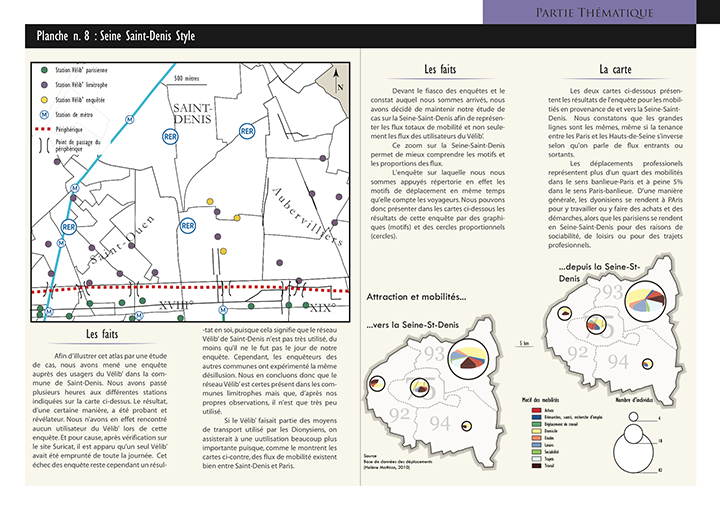 PARTIE THÉMATIQUE
Planche n. 8 : Seine Saint-Denis Style
Station Vélib' parisienne
Station Vélib' limitrophe
Station Vélib' enquêtée
Station de métro
Périphérique
Point de passage du
périphérique
500 mètres
N
SAINT-
DENIS
RER
RER
RER
RER
M
M
M
M
M
Saint-Ouen
Aubervilliers
XVIIIe
XIXe
Les faits
Afin d'illustrer cet atlas par une étude
de cas, nous avons mené une enquête
auprès des usagers du Vélib' dans la com-
mune de Saint-Denis. Nous avons passé
plusieurs heures aux différentes stations
indiquées sur la carte ci-dessus. Le résultat,
d'une certaine manière, a été probant et
révélateur. Nous n'avons en effet rencontré
aucun utilisateur du Vélib' lors de cette
enquête. Et pour cause, après vérification sur
le site Suricat, il est apparu qu'un seul Vélib'
avait été emprunté de toute la journée. Cet
échec des enquête reste cependant un résul-
-tat en soi, puisque cela signifie que le réseau
Vélib' de Saint-Denis n'est pas très utilisé, du
moins qu'il ne le fut pas le jour de notre
enquête. Cependant, les enquêteurs des
autres communes ont expérimenté la même
désillusion. Nous en concluons donc que le
réseau Vélib' est certes présent dans les com-
munes limitrophes mais que, d'après nos
propres observations, il n'est que très peu
utilisé.
Si le Vélib' faisait partie des moyens
de transport utilisé par les Dionysiens, on
assisterait à une uutilisation beaucoup plus
importante puisque, comme le montrent les
cartes ci-contre, des flux de mobilité existent
bien entre Saint-Denis et Paris.
Les faits
Devant le fiasco des enquêtes et le
constat auquel nous sommes arrivés, nous
avons décidé de maintenir notre étude de
cas sur la Seine-Saint-Denis afin de représen-
ter les flux totaux de mobilité et non seule-
ment les flux des utilisateurs du Vélib'.
Ce zoom sur la Seine-Saint-Denis
permet de mieux comprendre les motifs et
les proportions des flux.
L'enquête sur laquelle nous nous
sommes appuyés répertorie en effet les
motifs de déplacement en même temps
qu'elle compte les voyageurs. Nous pouvons
donc présenter dans les cartes ci-dessous les
résultats de cette enquête par des graphi-
ques (motifs) et des cercles proportionnels
(cercles).
La carte
Les deux cartes ci-dessous présen-
tent les résultats de l'enquête pour les mobili-
tiés en provenance de et vers la Seine-Saint-
Denis. Nous constatons que les grandes
lignes sont les mêmes, même si la tenance
entre les Paris et les Hauts-de-Seine s'inverse
selon qu'on parle de flux entrants ou
sortants.
Les déplacements professionels
représentent plus d'un quart des mobilités
dans le sens banlieue-Paris et à peine 5%
dans le sens Paris-banlieue. D'une manière
générale, les dyonisiens se rendent à PAris
pour y travailler ou y faire des achats et des
démarches, alors que les parisiens se rendent
en Seine-Saint-Denis pour des raisons de
sociabilité, de loisirs ou pour des trajets
profesionnels.
Attraction et mobilités...
...vers la Seine-St-Denis
93
92
94
Source
Base de données des déplacements
(Hélène Mattison, 2010)
...depuis la Seine-St-
Denis
93
92
94
5 km
Motif des mobilités
Achats
Démarches, santé, recherche d'emploi
Déplacement de travail
Domicile
Etudes
Loisirs
Sociabilité
Trajets
Travail
Nombre d'individus
4
18
82